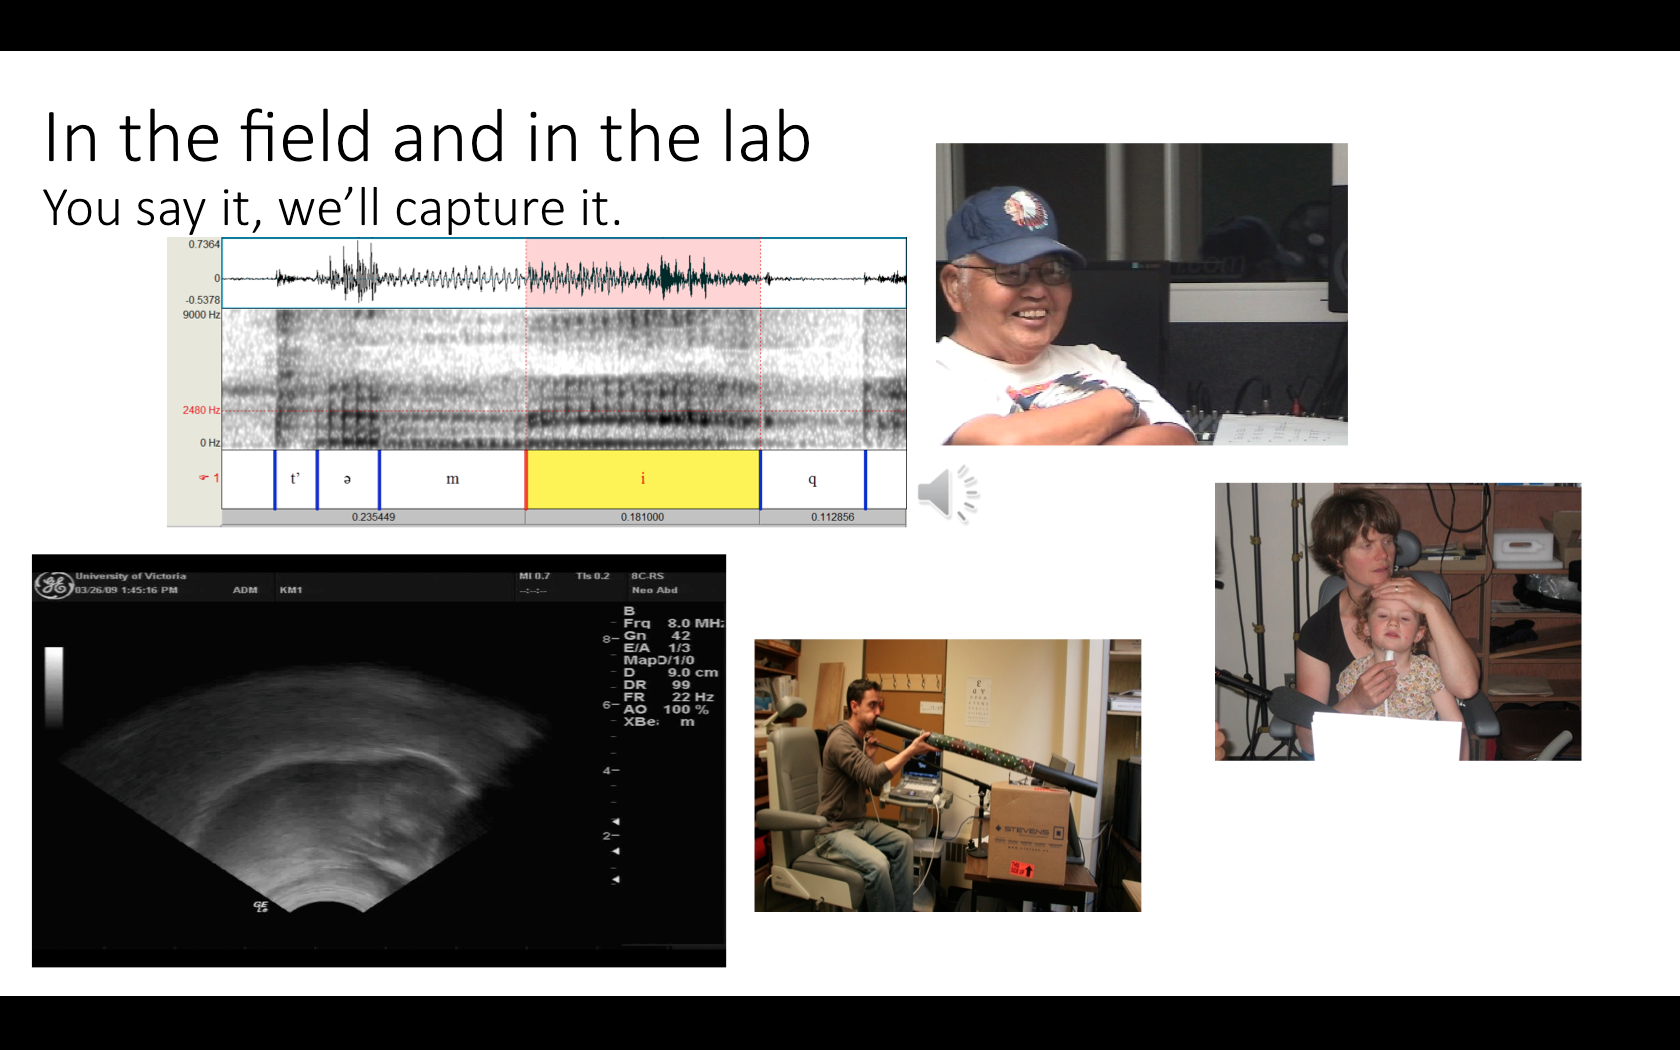 In the field and in the lab
You say it, we’ll capture it.
0.7364
0
-0.5378
9000 Hz
2480 Hz
0 Hz
1
t’ ə m i q
0.235449 0.181000 0.112856
GE University of Victoria
03/26/09 1:45:16 PM ADM KM1
MI 0.7 TIs 0.2 8C-RS
--:--:-- Neo Abd
B
Frq 8.0 MHz
Gn 42
E/A 1/3
D 9.0 cm
DR 99
FR 22 Hz
AO 100 %
8
6
4
2
GE
STEVENS